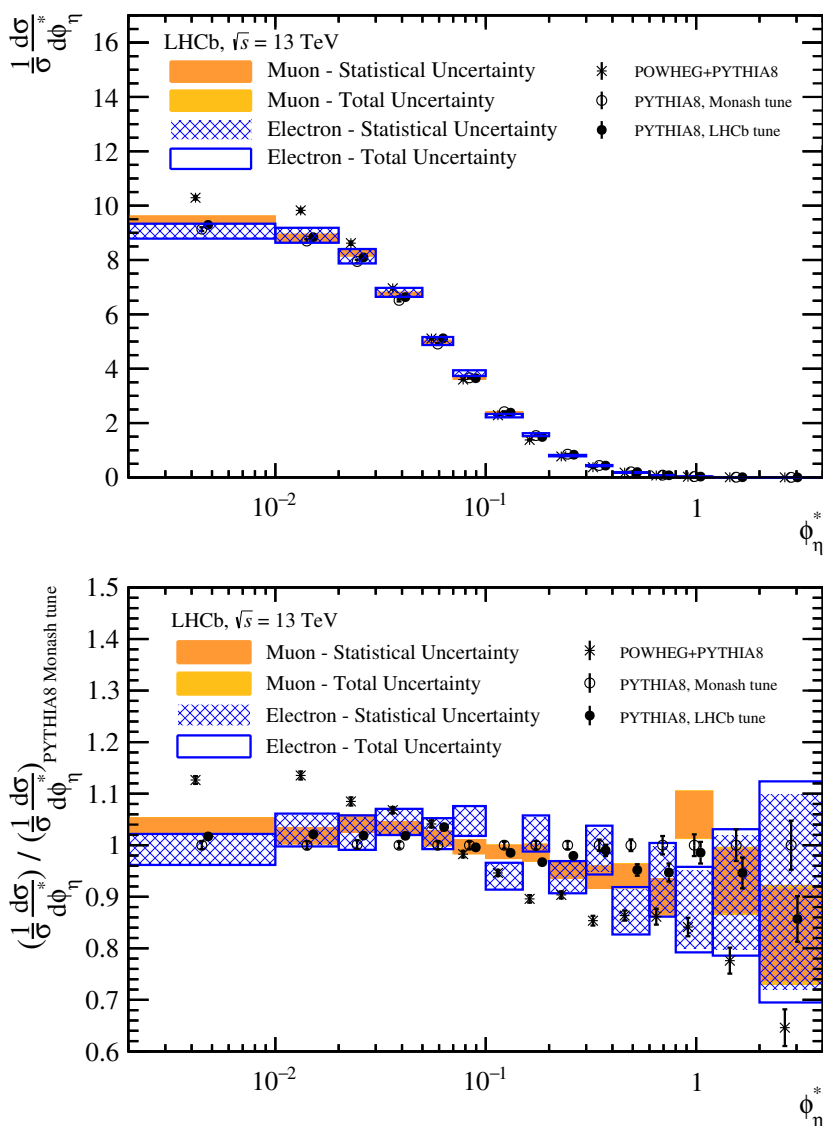 1/σ dσ/dϕ*η
16
14
12
10
8
6
4
2
0
LHCb, √s = 13 TeV
Muon - Statistical Uncertainty
Muon - Total Uncertainty
Electron - Statistical Uncertainty
Electron - Total Uncertainty
POWHEG+PYTHIA8
PYTHIA8, Monash tune
PYTHIA8, LHCb tune
10⁻² 10⁻¹ 1
ϕ*η
(1/σ dσ/dϕ*η) / (1/σ dσ/dϕ*η) PYTHIA8 Monash tune
1.5
1.4
1.3
1.2
1.1
1.0
0.9
0.8
0.7
0.6
LHCb, √s = 13 TeV
Muon - Statistical Uncertainty
Muon - Total Uncertainty
Electron - Statistical Uncertainty
Electron - Total Uncertainty
POWHEG+PYTHIA8
PYTHIA8, Monash tune
PYTHIA8, LHCb tune
10⁻² 10⁻¹ 1
ϕ*η